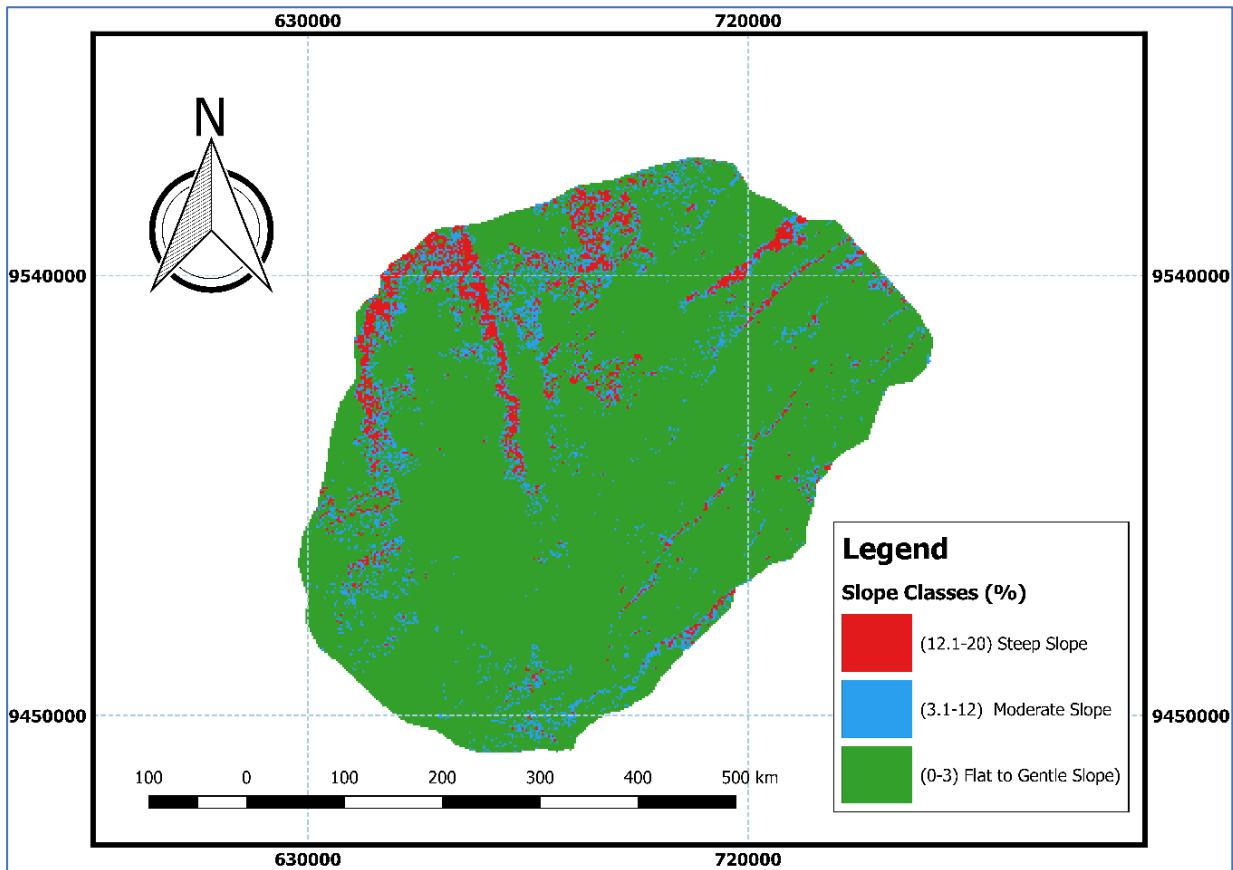 630000 720000
N
9540000 9540000
Legend
Slope Classes (%)
(12.1-20) Steep Slope
(3.1-12) Moderate Slope
9450000 9450000
(0-3) Flat to Gentle Slope)
100 0 100 200 300 400 500 km
630000 720000